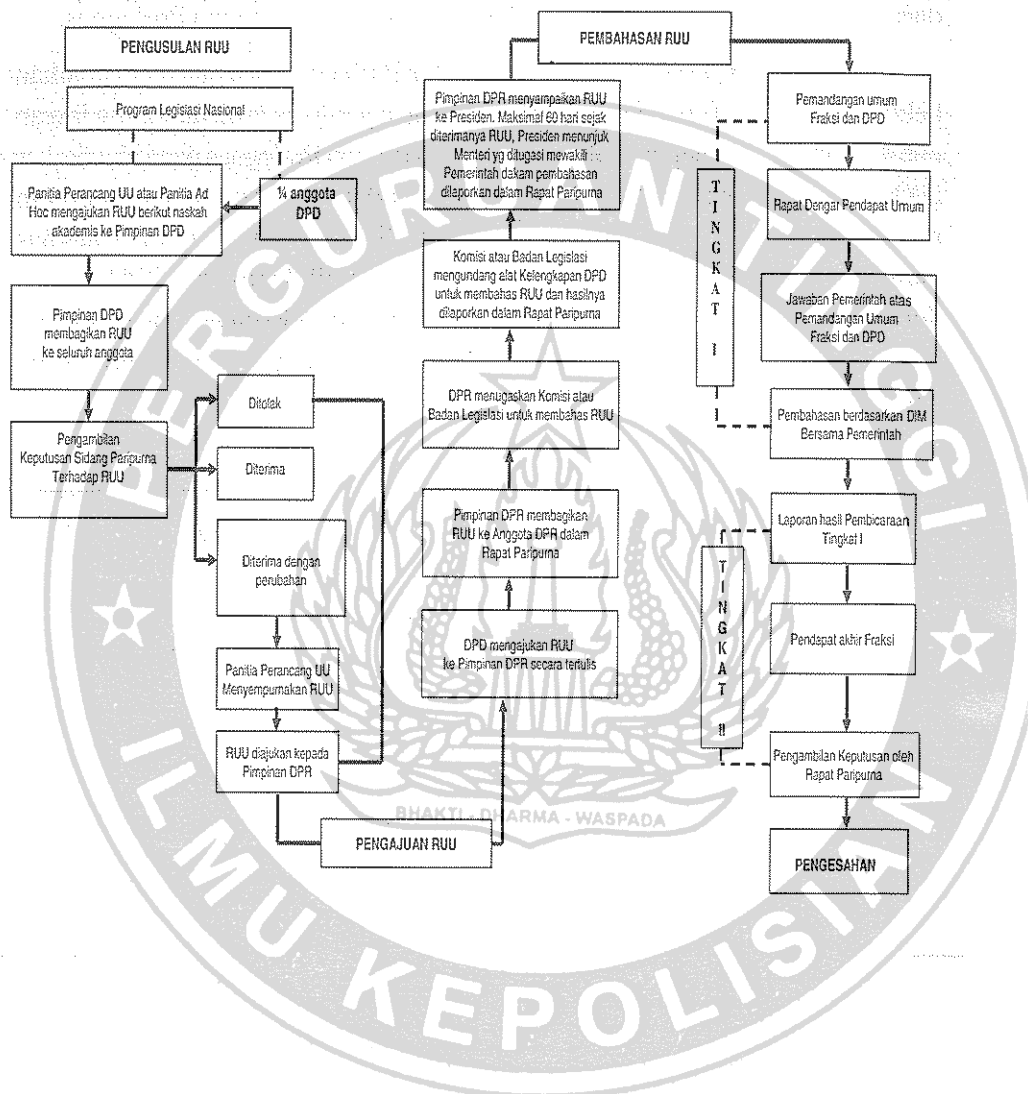 PENGUSULAN RUU
Program Legislasi Nasional
Panitia Perancang UU atau Panitia Ad
Hoc mengajukan RUU berikut naskah
akademis ke Pimpinan DPD
¼ anggota
DPD
Pimpinan DPD
membagikan RUU
ke seluruh anggota
Pengambilan
Keputusan Sidang Paripurna
Terhadap RUU
Ditolak
Diterima
Diterima dengan
perubahan
Panitia Perancang UU
Menyempurnakan RUU
RUU diajukan kepada
Pimpinan DPR
PENGAJUAN RUU
DPD mengajukan RUU
ke Pimpinan DPR secara tertulis
Pimpinan DPR membagikan
RUU ke Anggota DPR dalam
Rapat Paripurna
DPR menugaskan Komisi atau
Badan Legislasi untuk membahas RUU
Komisi atau Badan Legislasi
mengundang alat Kelengkapan DPD
untuk membahas RUU dan hasilnya
dilaporkan dalam Rapat Paripurna
Pimpinan DPR menyampaikan RUU
ke Presiden. Maksimal 60 hari sejak
diterimanya RUU, Presiden menunjuk
Menteri yg ditugasi mewakili
Pemerintah dakam pembahasan
dilaporkan dalam Rapat Paripurna
PEMBAHASAN RUU
Pemandangan umum
Fraksi dan DPD
Rapat Dengar Pendapat Umum
Jawaban Pemerintah atas
Pemandangan Umum
Fraksi dan DPD
Pembahasan berdasarkan DIM
Bersama Pemerintah
TINGKAT I
Laporan hasil Pembicaraan
Tingkat I
Pendapat akhir Fraksi
Pengambilan Keputusan oleh
Rapat Paripurna
TINGKAT II
PENGESAHAN
PERGURUAN TINGGI
ILMU KEPOLISIAN
BHAKTI - DHARMA - WASPADA